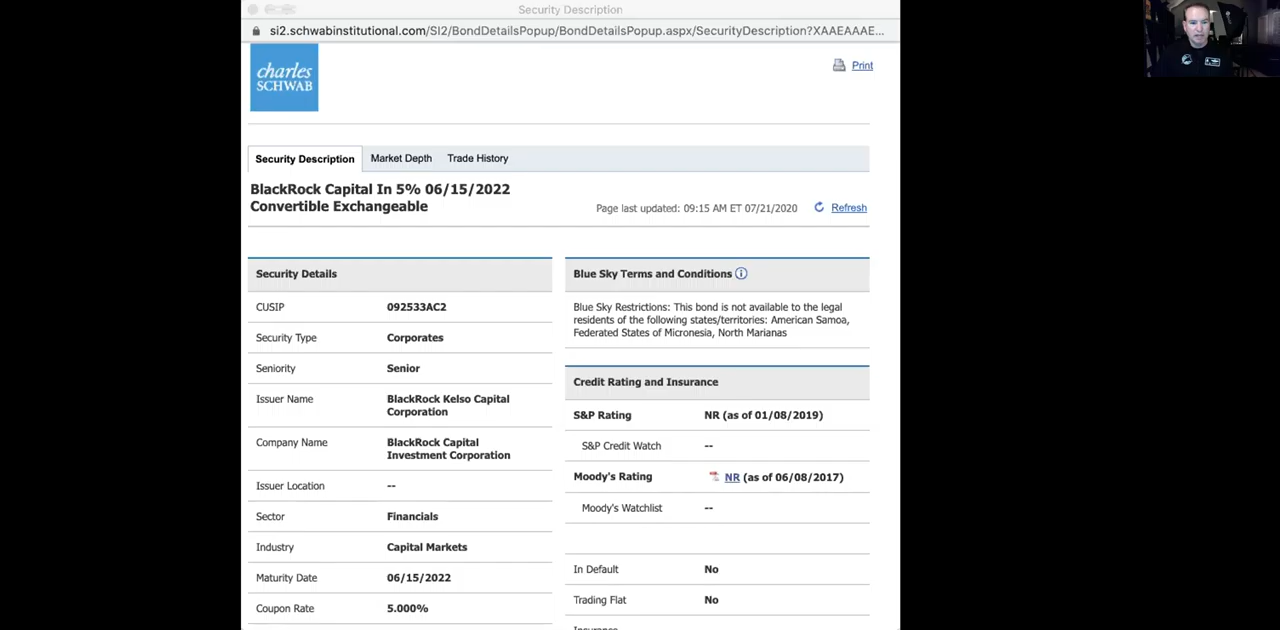 Security Description
si2.schwabinstitutional.com/SI2/BondDetailsPopup/BondDetailsPopup.aspx/SecurityDescription?XAAEAAAE...
charles
SCHWAB
Print
Security Description
Market Depth
Trade History
BlackRock Capital In 5% 06/15/2022
Convertible Exchangeable
Page last updated: 09:15 AM ET 07/21/2020
Refresh
Security Details
CUSIP 092533AC2
Security Type Corporates
Seniority Senior
Issuer Name BlackRock Kelso Capital
Corporation
Company Name BlackRock Capital
Investment Corporation
Issuer Location --
Sector Financials
Industry Capital Markets
Maturity Date 06/15/2022
Coupon Rate 5.000%
Blue Sky Terms and Conditions
Blue Sky Restrictions: This bond is not available to the legal
residents of the following states/territories: American Samoa,
Federated States of Micronesia, North Marianas
Credit Rating and Insurance
S&P Rating NR (as of 01/08/2019)
S&P Credit Watch --
Moody's Rating NR (as of 06/08/2017)
Moody's Watchlist --
In Default No
Trading Flat No
Insurance